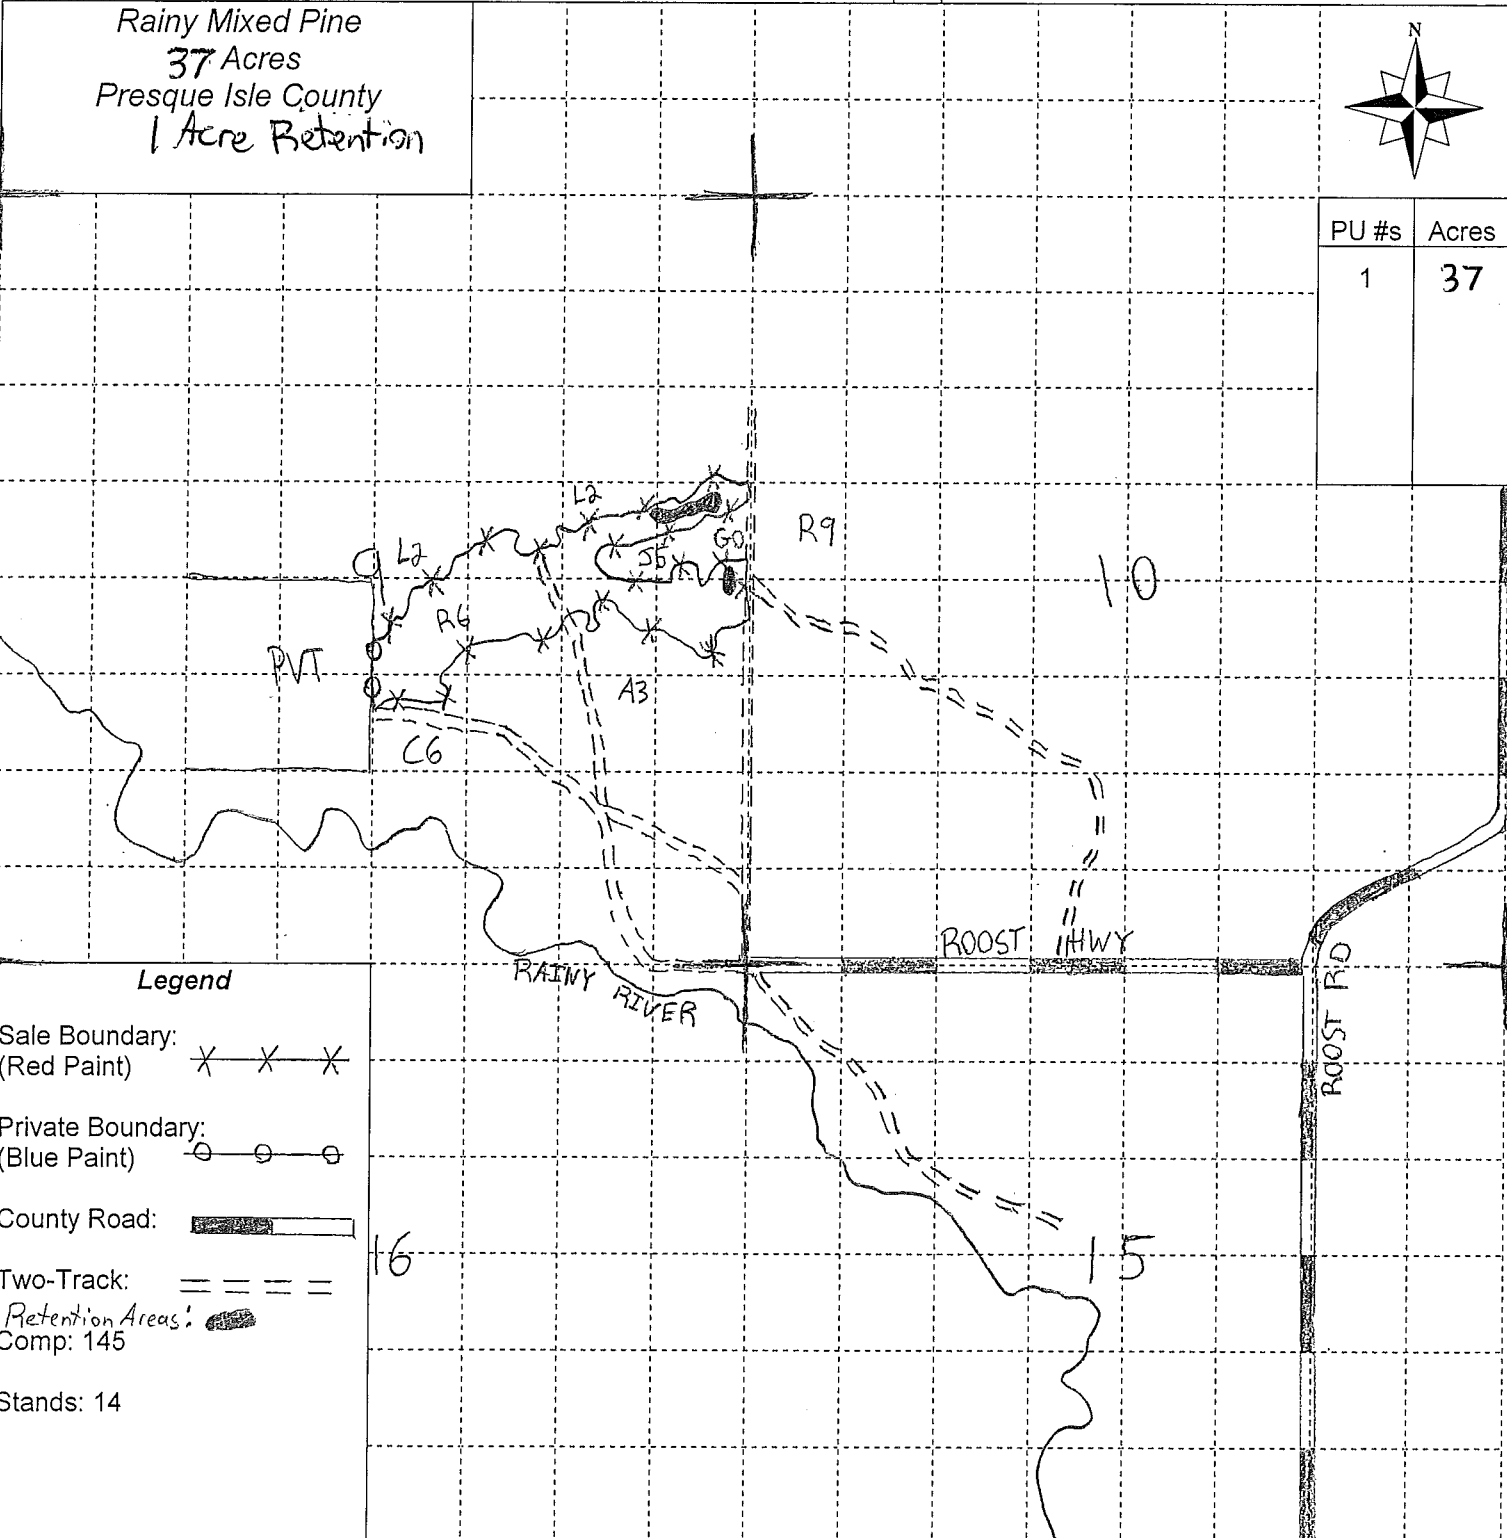 Rainy Mixed Pine
37 Acres
Presque Isle County
1 Acre Retention
N
PU #s Acres
1 37
L2
L2
J5
G0
R9
10
9
R6
PVT
A3
C6
ROOST HWY
RAINY RIVER
ROOST RD
Legend
Sale Boundary:
(Red Paint)
Private Boundary:
(Blue Paint)
County Road:
Two-Track:
Retention Areas:
Comp: 145
Stands: 14
16
15